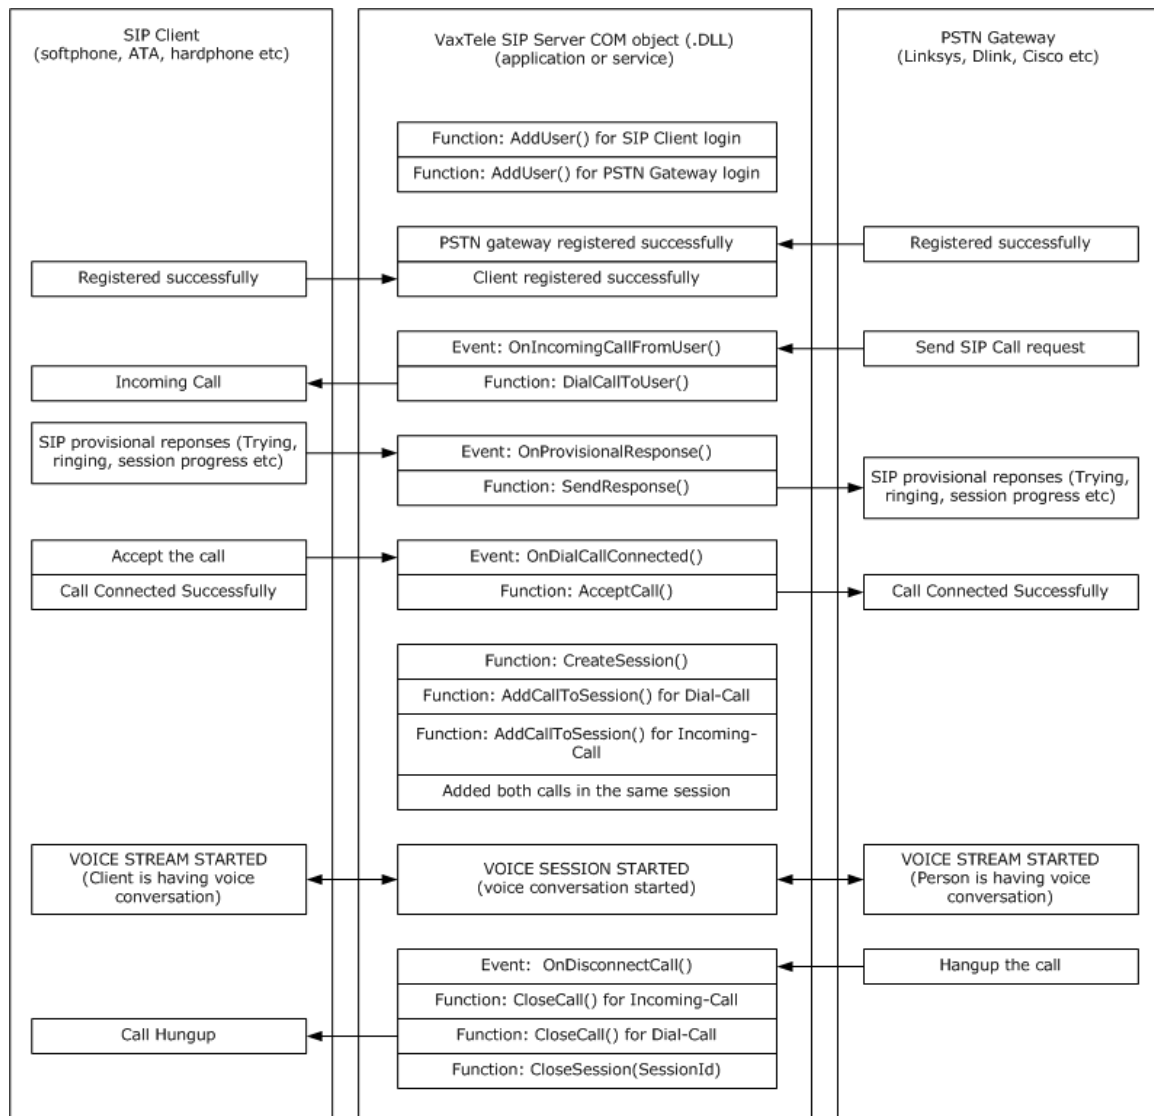 SIP Client
(softphone, ATA, hardphone etc)
VaxTele SIP Server COM object (.DLL)
(application or service)
PSTN Gateway
(Linksys, Dlink, Cisco etc)
Function: AddUser() for SIP Client login
Function: AddUser() for PSTN Gateway login
PSTN gateway registered successfully
Registered successfully
Registered successfully
Client registered successfully
Event: OnIncomingCallFromUser()
Send SIP Call request
Incoming Call
Function: DialCallToUser()
SIP provisional reponses (Trying,
ringing, session progress etc)
Event: OnProvisionalResponse()
Function: SendResponse()
SIP provisional reponses (Trying,
ringing, session progress etc)
Accept the call
Event: OnDialCallConnected()
Call Connected Successfully
Function: AcceptCall()
Call Connected Successfully
Function: CreateSession()
Function: AddCallToSession() for Dial-Call
Function: AddCallToSession() for Incoming-
Call
Added both calls in the same session
VOICE STREAM STARTED
(Client is having voice
conversation)
VOICE SESSION STARTED
(voice conversation started)
VOICE STREAM STARTED
(Person is having voice
conversation)
Event:  OnDisconnectCall()
Hangup the call
Function: CloseCall() for Incoming-Call
Call Hungup
Function: CloseCall() for Dial-Call
Function: CloseSession(SessionId)